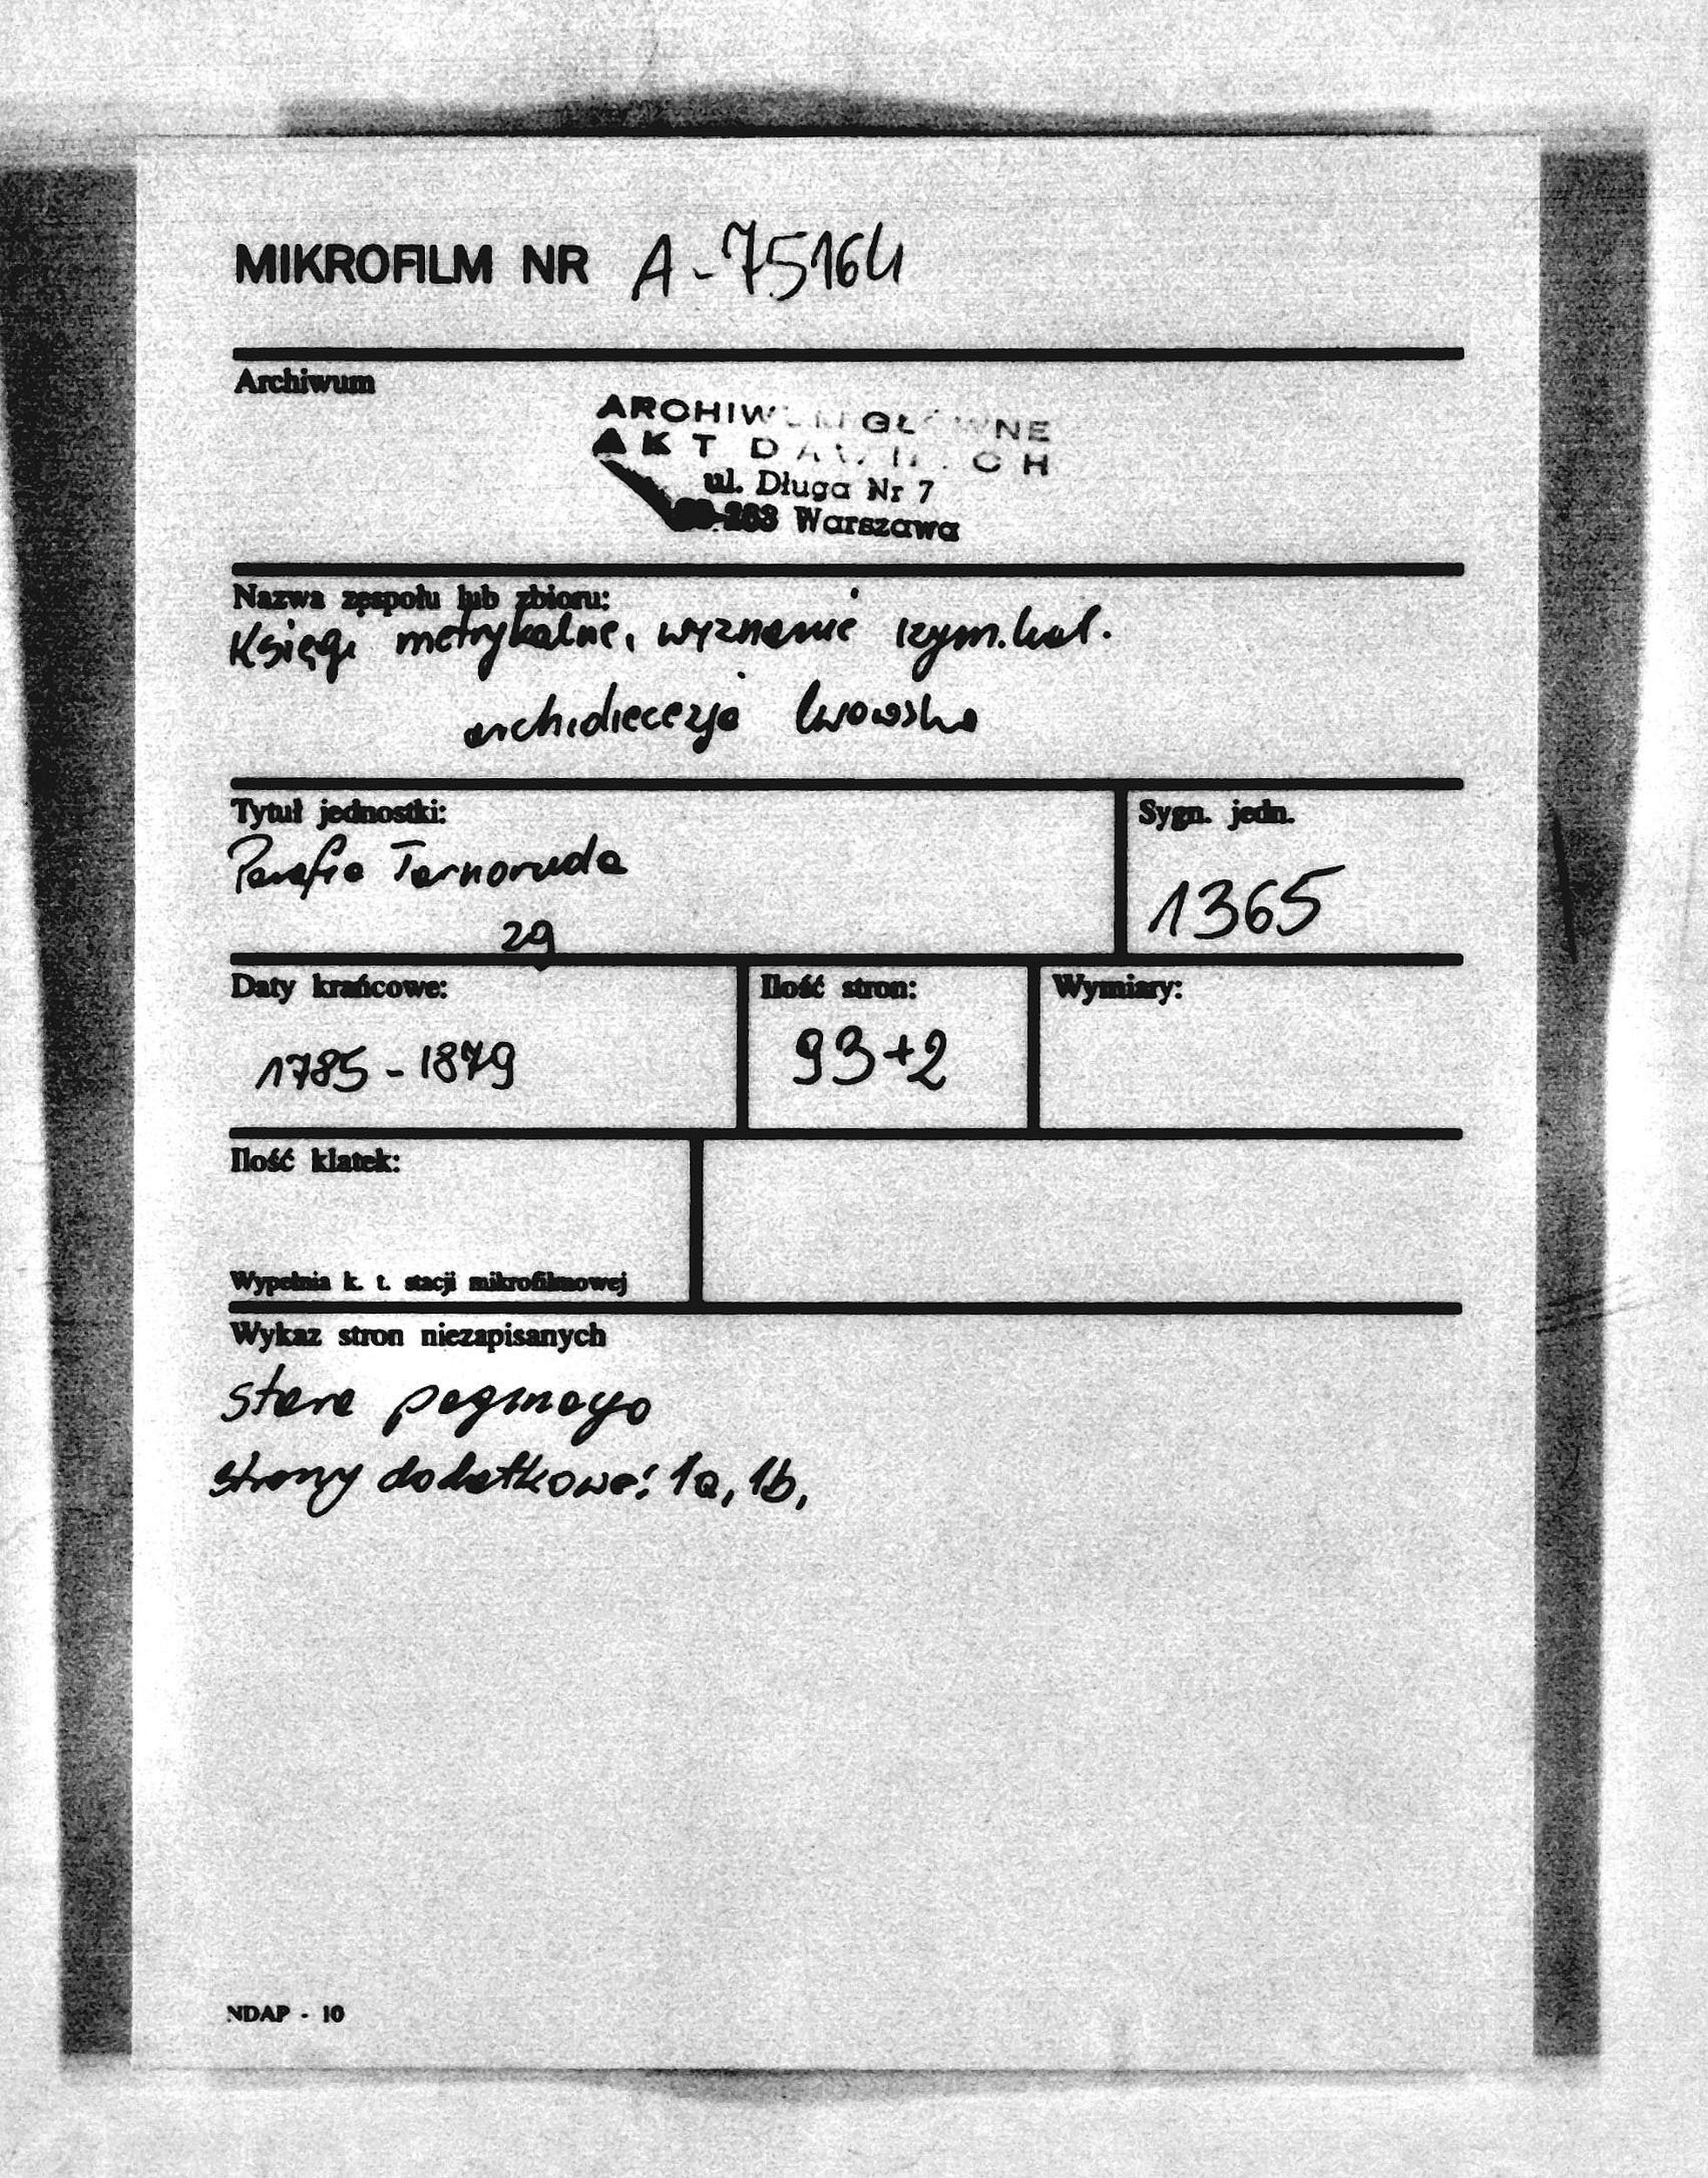 MIKROFILM NR A-75164
Archiwum
ARCHIWUM GŁÓWNE
AKT DAWNYCH
ul. Długa Nr 7
00-263 Warszawa
Nazwa zespołu lub zbioru:
Księgi metrykalne, wyznanie rzym.kat.
archidiecezja lwowska
Tytuł jednostki:
Sygn. jedn.
Parafia Tarnoruda
1365
29
Daty krańcowe:
Ilość stron:
Wymiary:
1785-1879
93+2
Ilość klatek:
Wypełnia k. t. stacji mikrofilmowej
Wykaz stron niezapisanych
stara paginacja
strony dodatkowe: 1a, 1b,
NDAP - 10